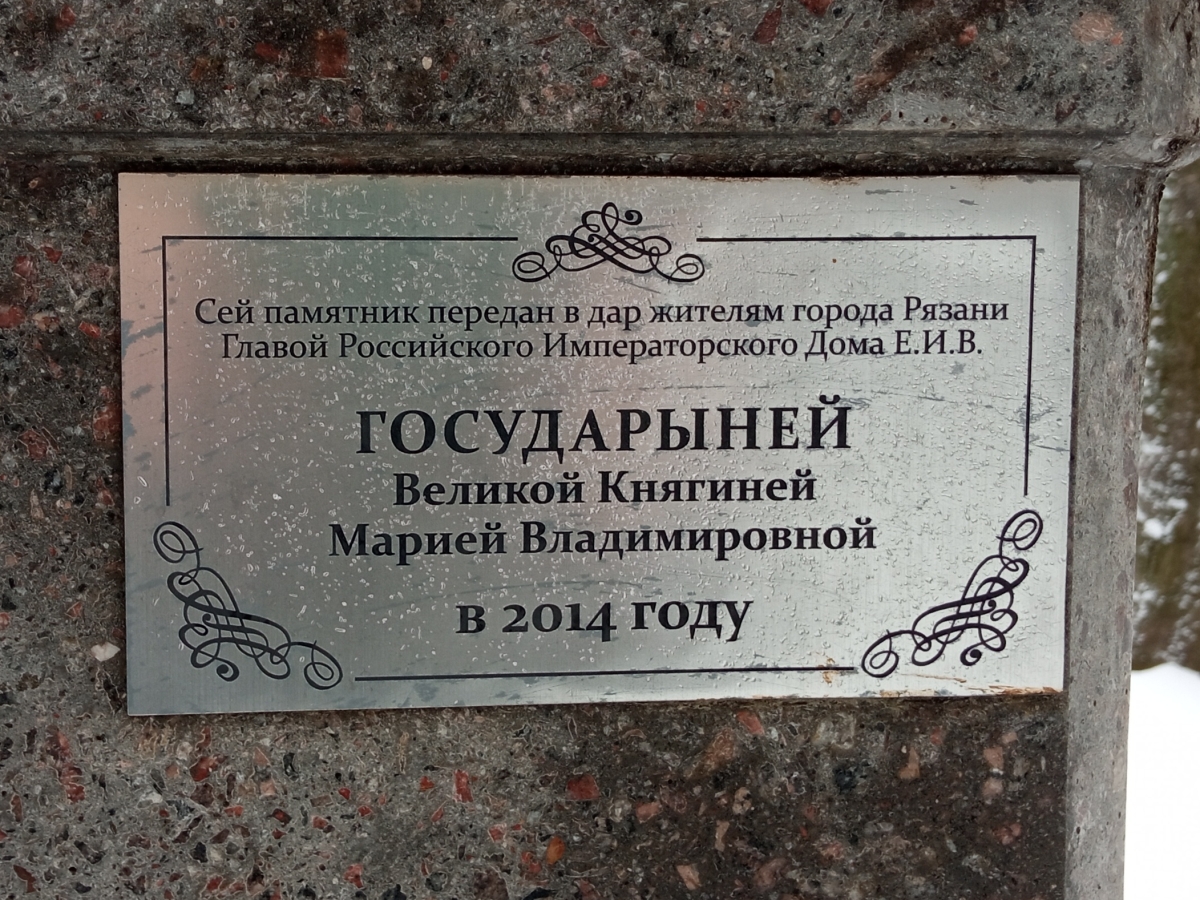 Сей памятник передан в дар жителям города Рязани
Главой Российского Императорского Дома Е.И.В.
ГОСУДАРЫНЕЙ
Великой Княгиней
Марией Владимировной
в 2014 году